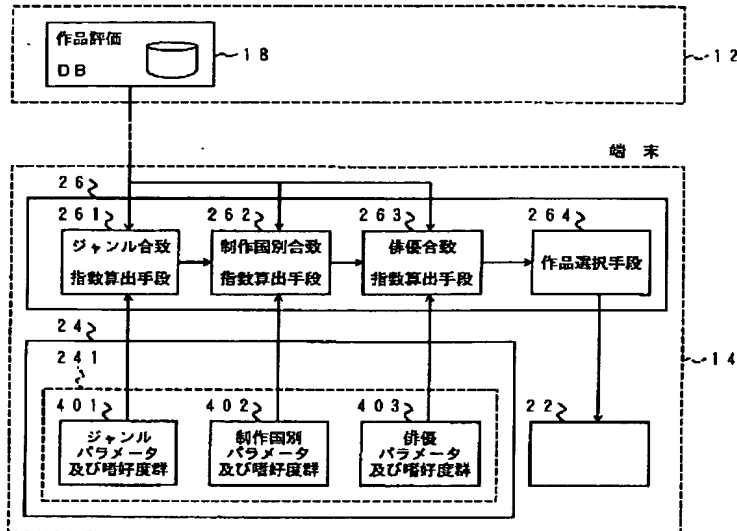 作品評価
DB
18
12
端末
26
261
262
263
264
ジャンル合致
指数算出手段
制作国別合致
指数算出手段
俳優合致
指数算出手段
作品選択手段
24
241
14
401
402
403
22
ジャンル
パラメータ
及び嗜好度群
制作国別
パラメータ
及び嗜好度群
俳優
パラメータ
及び嗜好度群